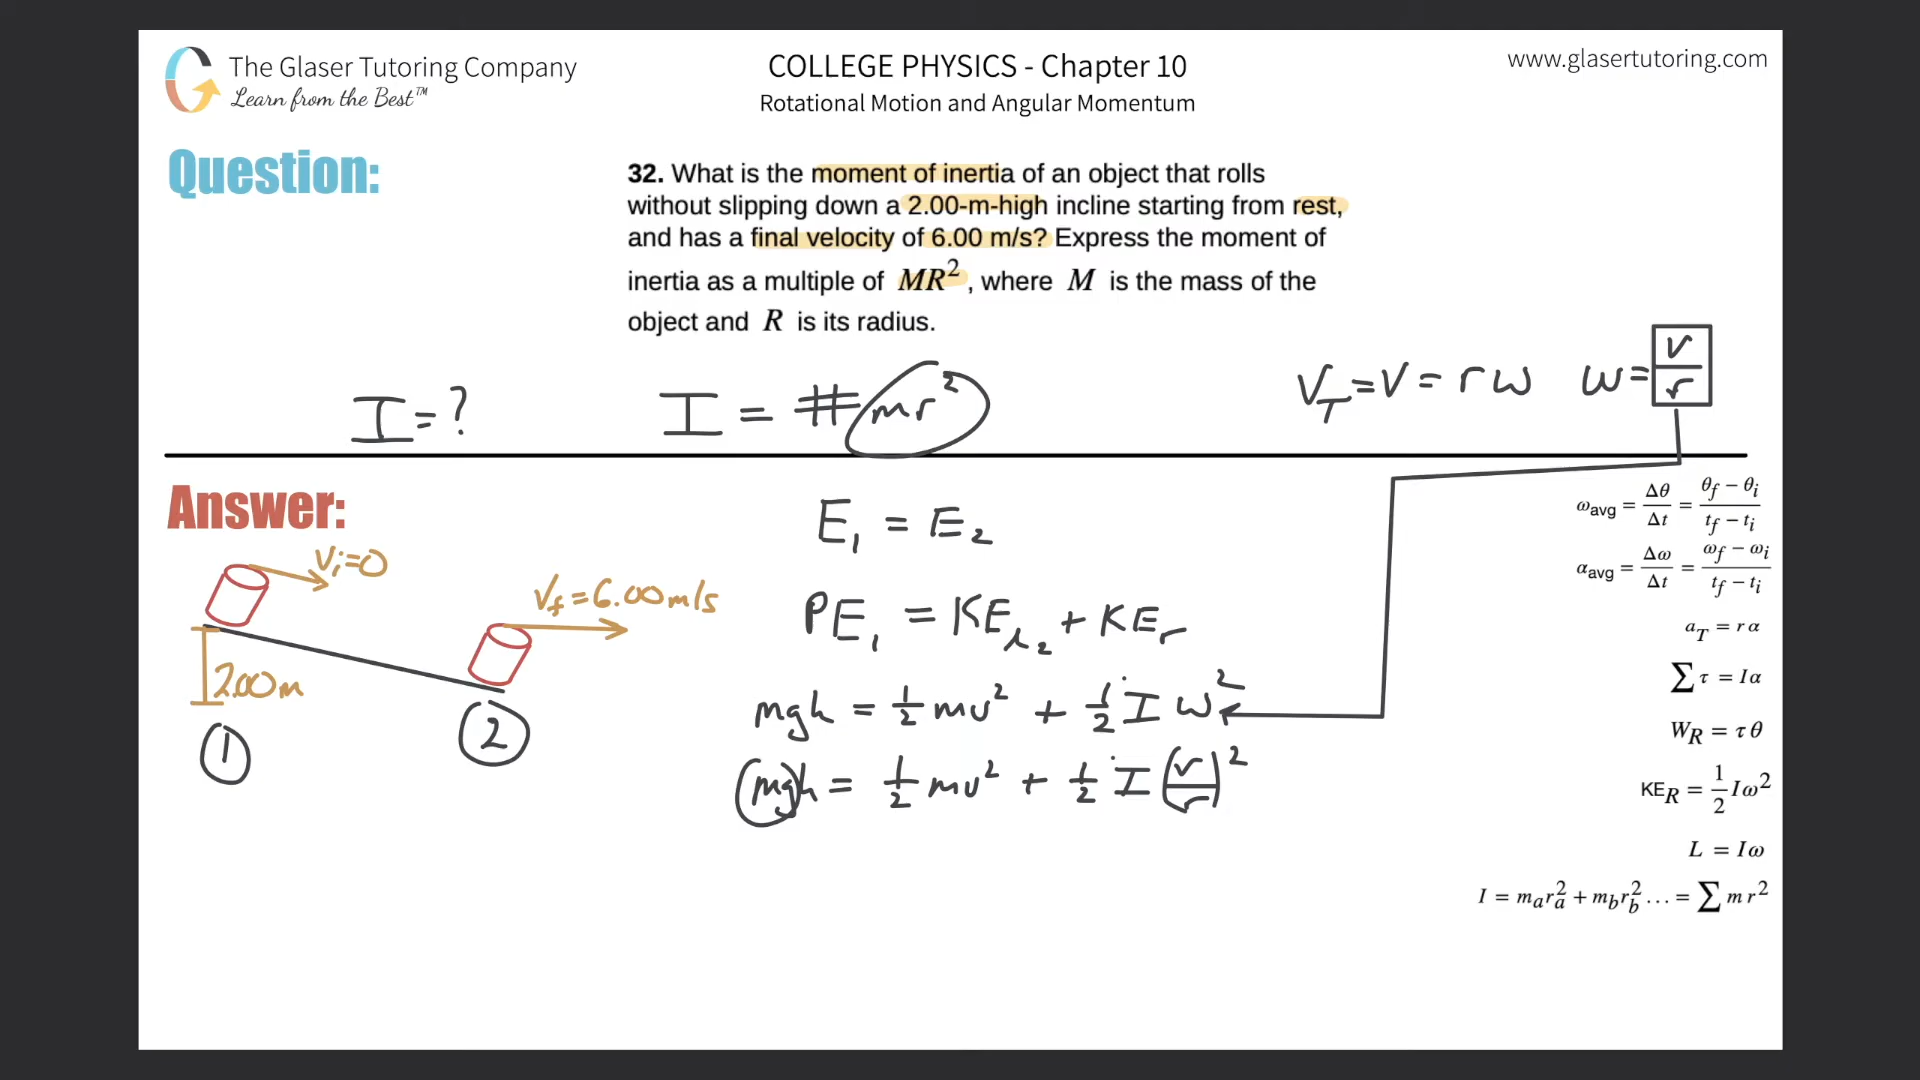 The Glaser Tutoring Company
Learn from the Best™
COLLEGE PHYSICS - Chapter 10
Rotational Motion and Angular Momentum
www.glasertutoring.com
Question:
32. What is the moment of inertia of an object that rolls
without slipping down a 2.00-m-high incline starting from rest,
and has a final velocity of 6.00 m/s? Express the moment of
inertia as a multiple of MR², where M is the mass of the
object and R is its radius.
I = ?
I = # mr²
V_T = V = rω
ω = v/r
Answer:
V_i = 0
V_f = 6.00 m/s
2.00m
1
2
E₁ = E₂
PE₁ = KE_{t₂} + KE_r
mgh = ½mv² + ½Iω²
mgh = ½mv² + ½I(v/r)²
ω_avg = Δθ/Δt = (θ_f − θ_i)/(t_f − t_i)
α_avg = Δω/Δt = (ω_f − ω_i)/(t_f − t_i)
a_T = rα
∑τ = Iα
W_R = τθ
KE_R = 1/2 Iω²
L = Iω
I = m_a r_a² + m_b r_b² ... = ∑mr²